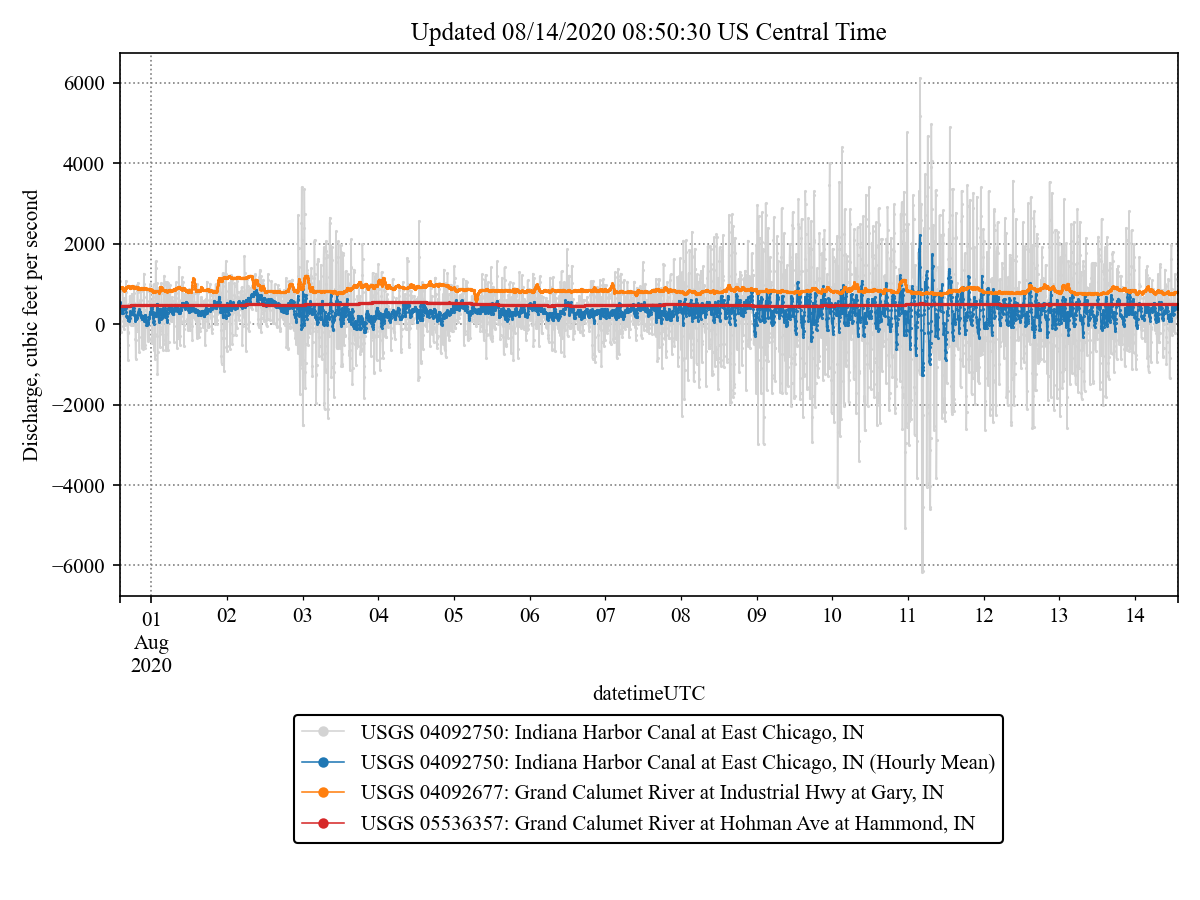 Updated 08/14/2020 08:50:30 US Central Time
Discharge, cubic feet per second
6000
4000
2000
0
−2000
−4000
−6000
01 02 03 04 05 06 07 08 09 10 11 12 13 14
Aug
2020
datetimeUTC
USGS 04092750: Indiana Harbor Canal at East Chicago, IN
USGS 04092750: Indiana Harbor Canal at East Chicago, IN (Hourly Mean)
USGS 04092677: Grand Calumet River at Industrial Hwy at Gary, IN
USGS 05536357: Grand Calumet River at Hohman Ave at Hammond, IN